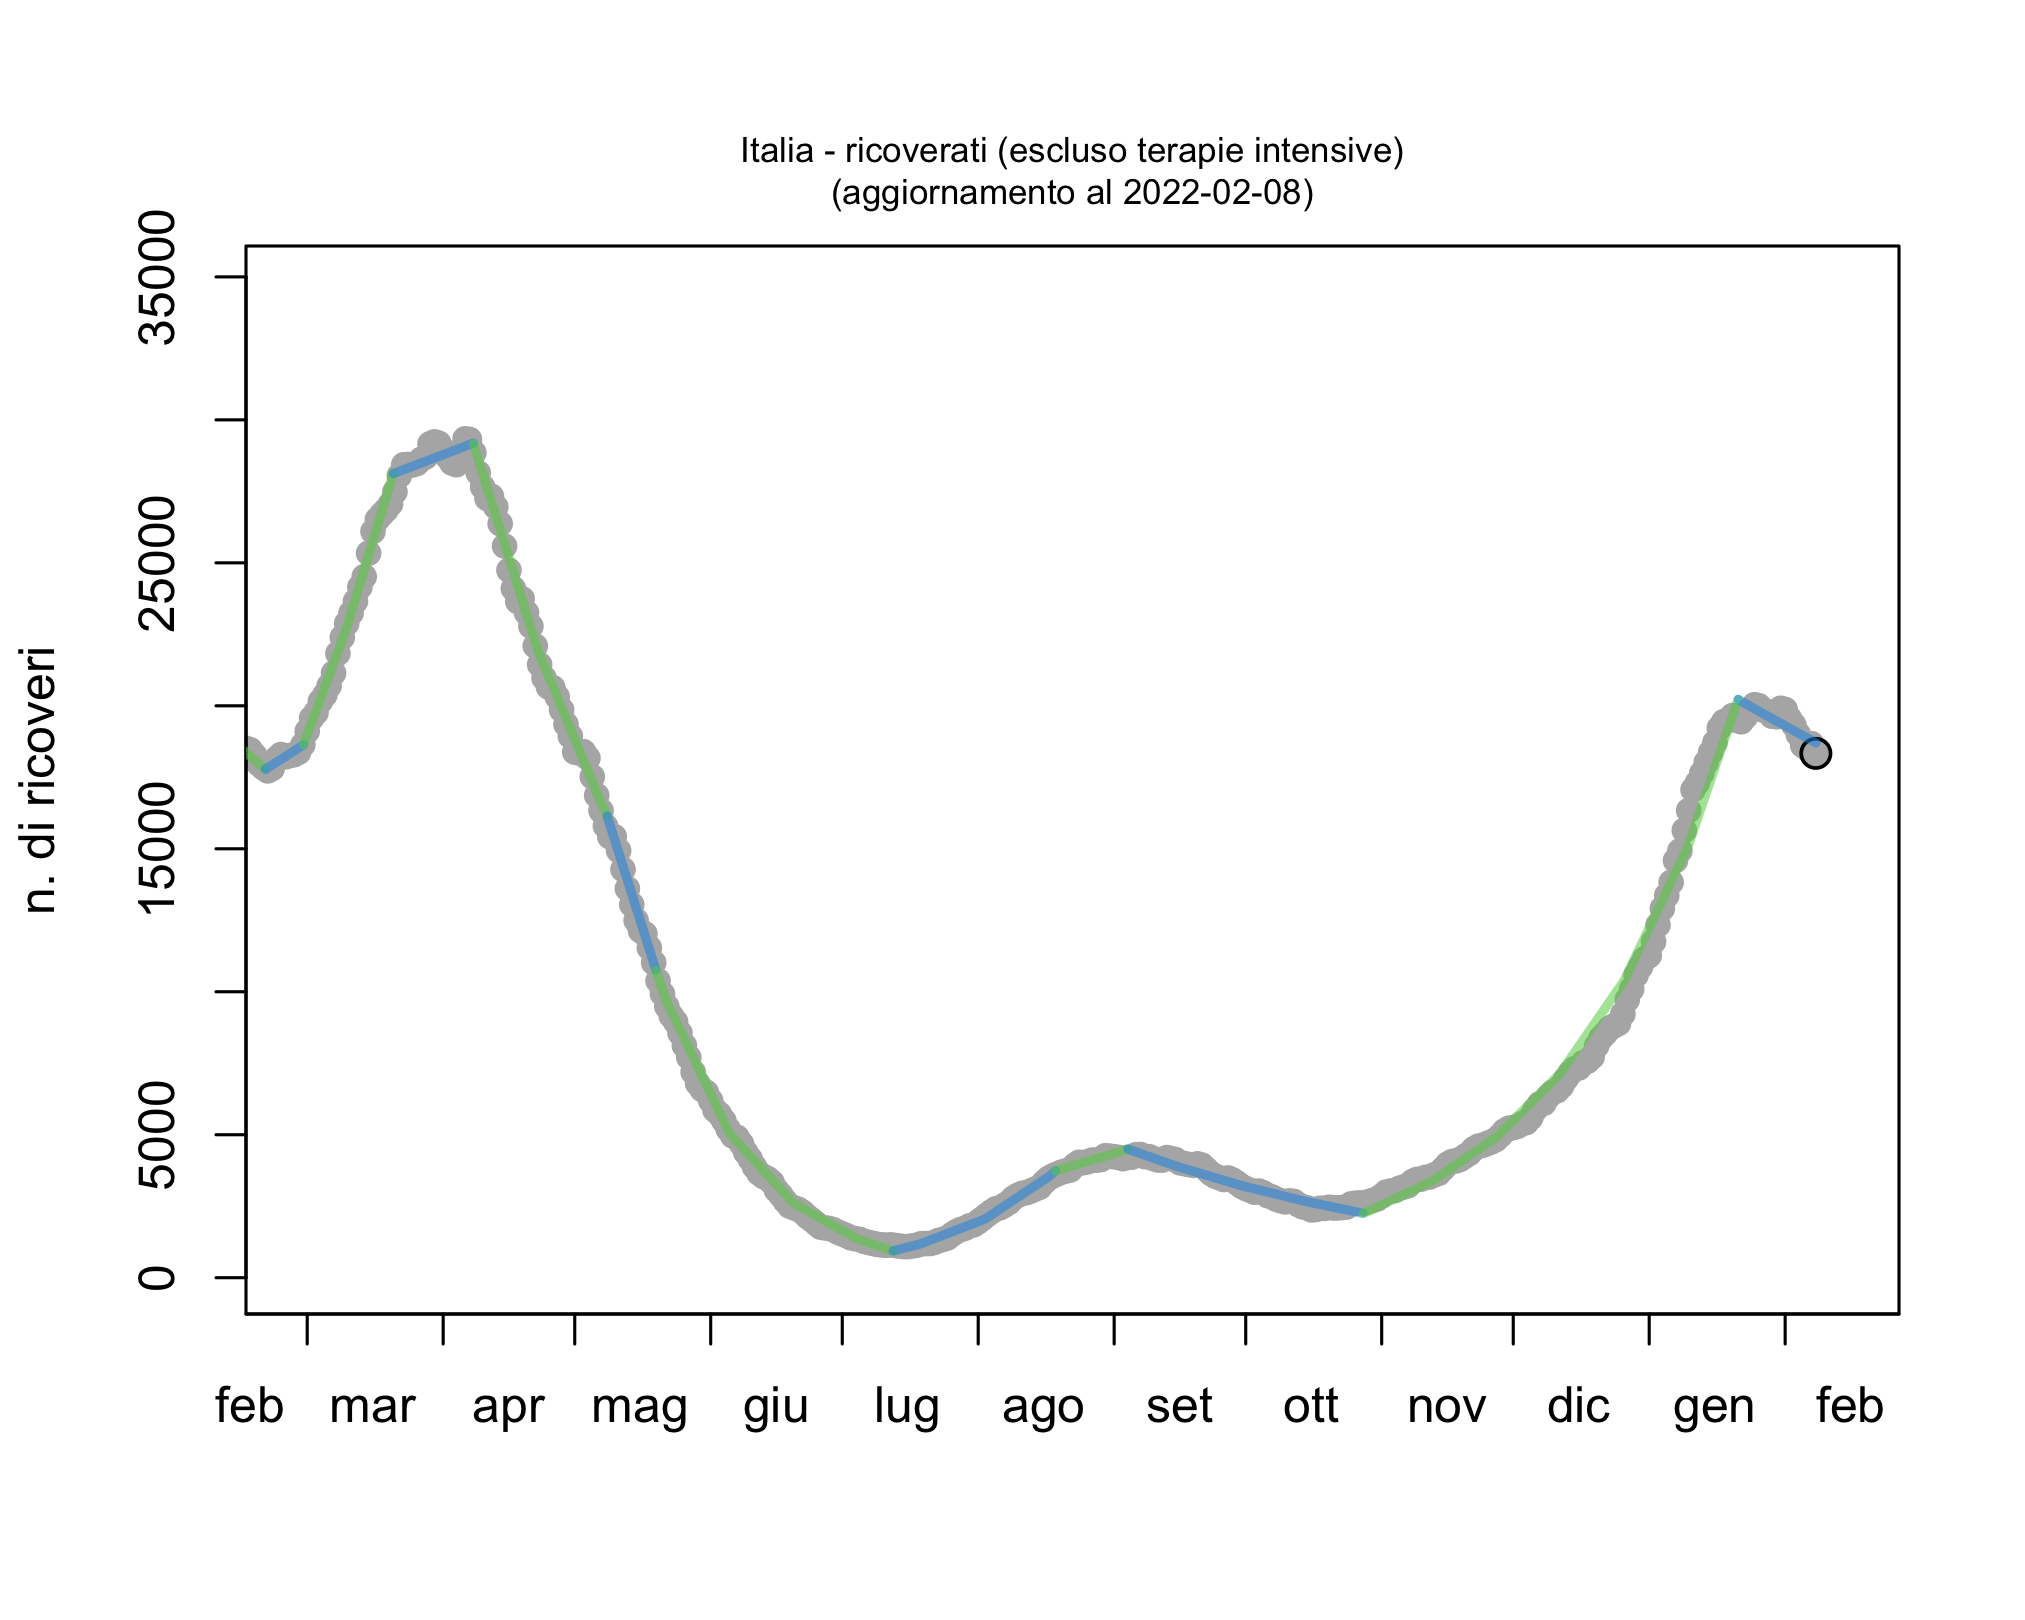 Italia - ricoverati (escluso terapie intensive)
(aggiornamento al 2022-02-08)
n. di ricoveri
35000
25000
15000
5000
0
feb mar apr mag giu lug ago set ott nov dic gen feb